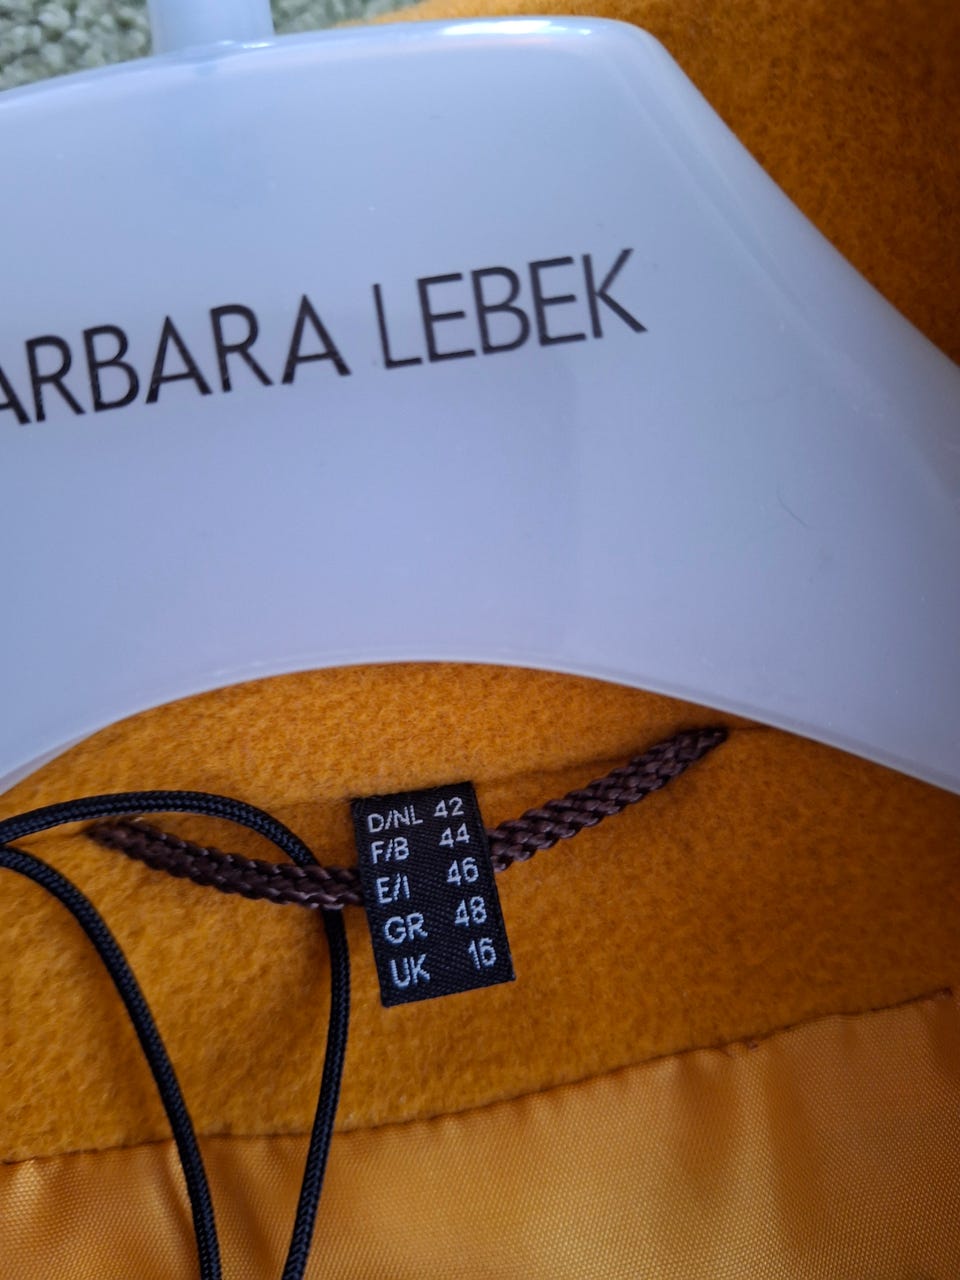 ARBARA LEBEK
D/NL 42
F/B 44
E/I 46
GR 48
UK 16